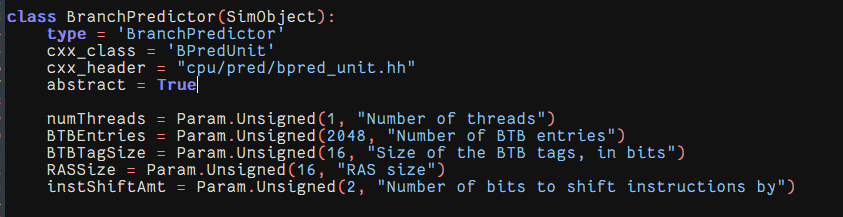 class BranchPredictor(SimObject):
    type = 'BranchPredictor'
    cxx_class = 'BPredUnit'
    cxx_header = "cpu/pred/bpred_unit.hh"
    abstract = True

    numThreads = Param.Unsigned(1, "Number of threads")
    BTBEntries = Param.Unsigned(2048, "Number of BTB entries")
    BTBTagSize = Param.Unsigned(16, "Size of the BTB tags, in bits")
    RASSize = Param.Unsigned(16, "RAS size")
    instShiftAmt = Param.Unsigned(2, "Number of bits to shift instructions by")